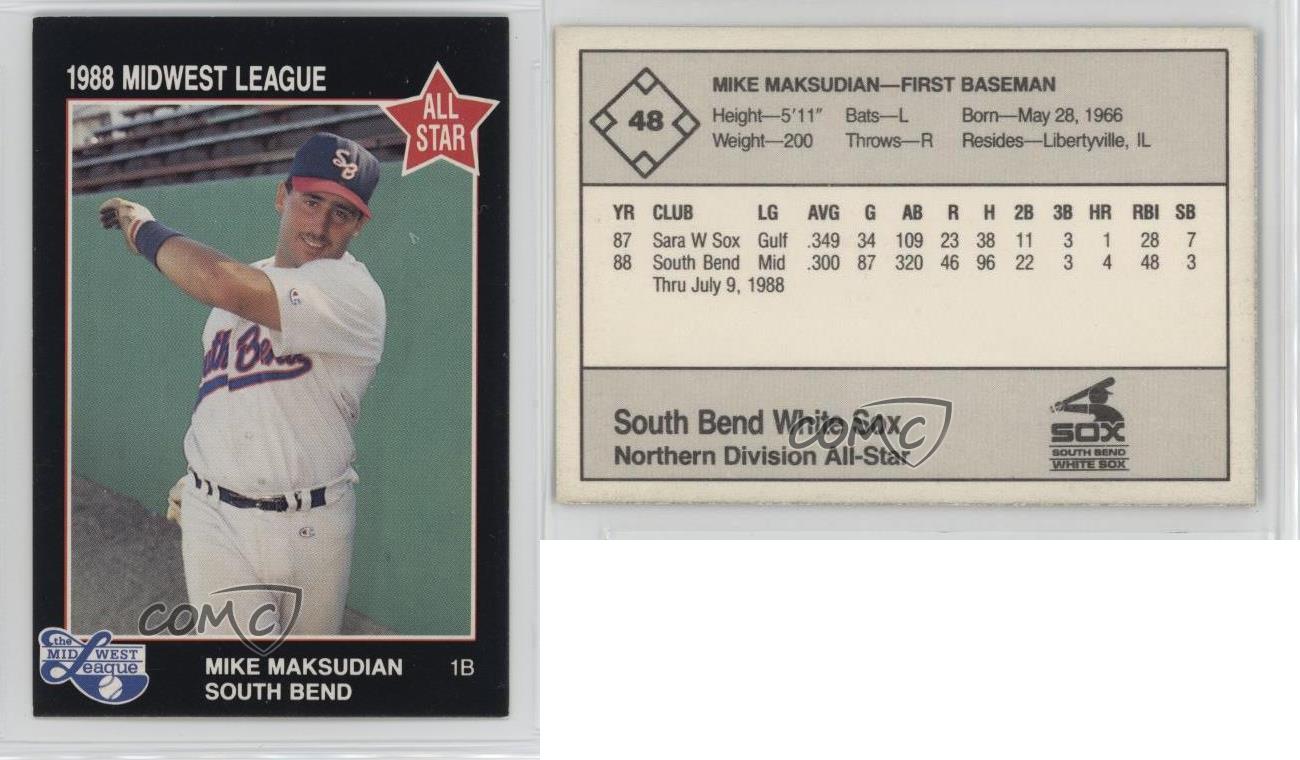 1988 MIDWEST LEAGUE
ALL
STAR
SB
South Bend
the
MIDWEST
League
MIKE MAKSUDIAN 1B
SOUTH BEND
COMC
48
MIKE MAKSUDIAN—FIRST BASEMAN
Height—5'11" Bats—L Born—May 28, 1966
Weight—200 Throws—R Resides—Libertyville, IL
YR CLUB LG AVG G AB R H 2B 3B HR RBI SB
87 Sara W Sox Gulf .349 34 109 23 38 11 3 1 28 7
88 South Bend Mid .300 87 320 46 96 22 3 4 48 3
Thru July 9, 1988
South Bend White Sox
Northern Division All-Star
COMC
SOX
SOUTH BEND
WHITE SOX